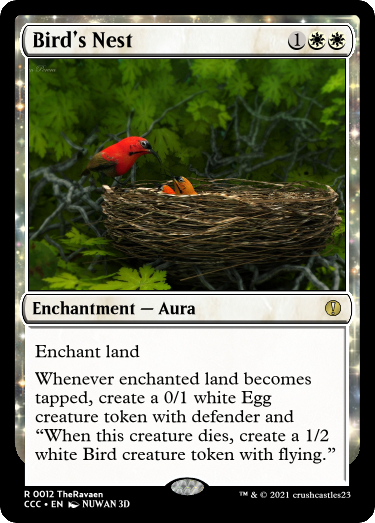 Bird's Nest 1
Enchantment — Aura
Enchant land
Whenever enchanted land becomes
tapped, create a 0/1 white Egg
creature token with defender and
“When this creature dies, create a 1/2
white Bird creature token with flying.”
R 0012 TheRavaen
™ & © 2021 crushcastles23
CCC • EN NUWAN 3D